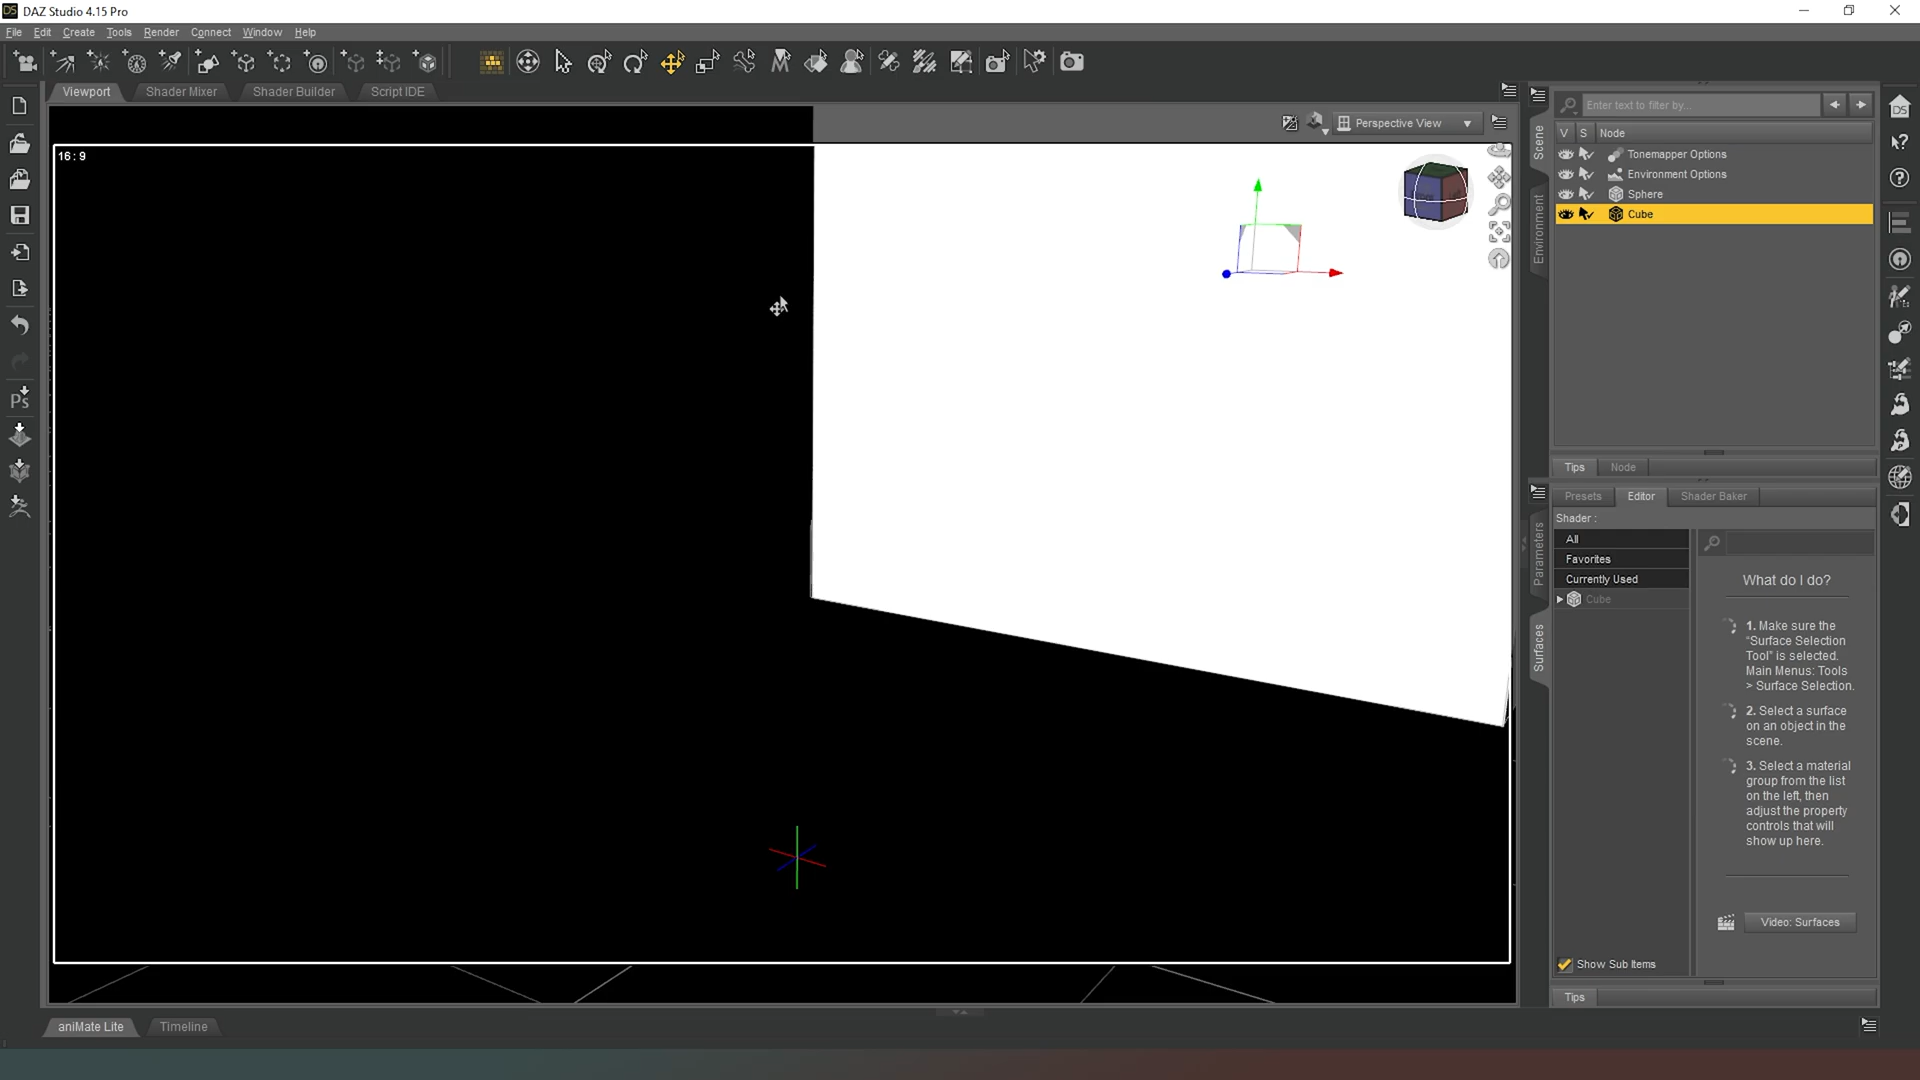 DS DAZ Studio 4.15 Pro
File Edit Create Tools Render Connect Window Help
Viewport Shader Mixer Shader Builder Script IDE
Perspective View
16 : 9
Scene
Environment
Enter text to filter by...
V S Node
Tonemapper Options
Environment Options
Sphere
Cube
Tips Node
Parameters
Surfaces
Presets Editor Shader Baker
Shader :
All
Favorites
Currently Used
Cube
What do I do?
1. Make sure the
"Surface Selection
Tool" is selected.
Main Menus: Tools
> Surface Selection.
2. Select a surface
on an object in the
scene.
3. Select a material
group from the list
on the left, then
adjust the property
controls that will
show up here.
Video: Surfaces
Show Sub Items
Tips
aniMate Lite Timeline
Ps
DS